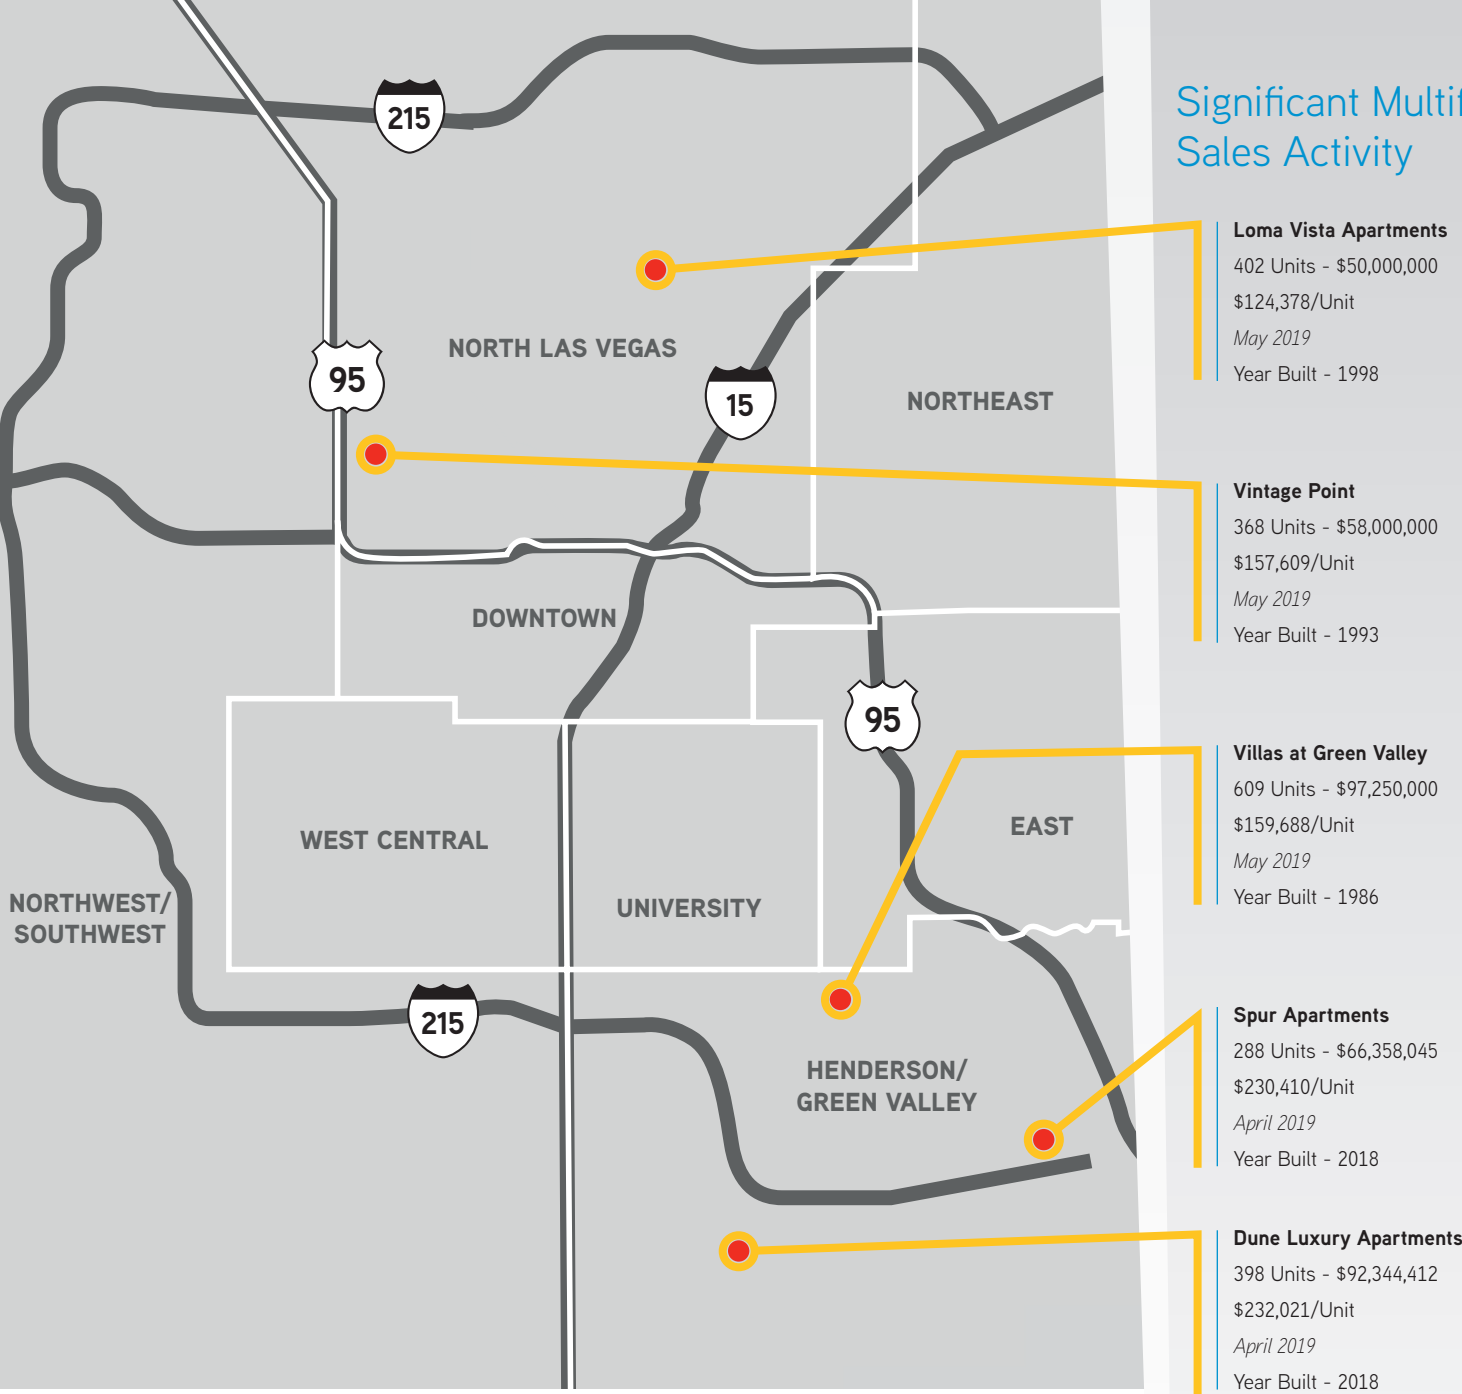 215
Significant Multif
Sales Activity
Loma Vista Apartments
402 Units - $50,000,000
$124,378/Unit
May 2019
Year Built - 1998
NORTH LAS VEGAS
95
15
NORTHEAST
Vintage Point
368 Units - $58,000,000
$157,609/Unit
May 2019
Year Built - 1993
DOWNTOWN
95
Villas at Green Valley
609 Units - $97,250,000
$159,688/Unit
May 2019
Year Built - 1986
WEST CENTRAL
EAST
NORTHWEST/
SOUTHWEST
UNIVERSITY
215
HENDERSON/
GREEN VALLEY
Spur Apartments
288 Units - $66,358,045
$230,410/Unit
April 2019
Year Built - 2018
Dune Luxury Apartments
398 Units - $92,344,412
$232,021/Unit
April 2019
Year Built - 2018